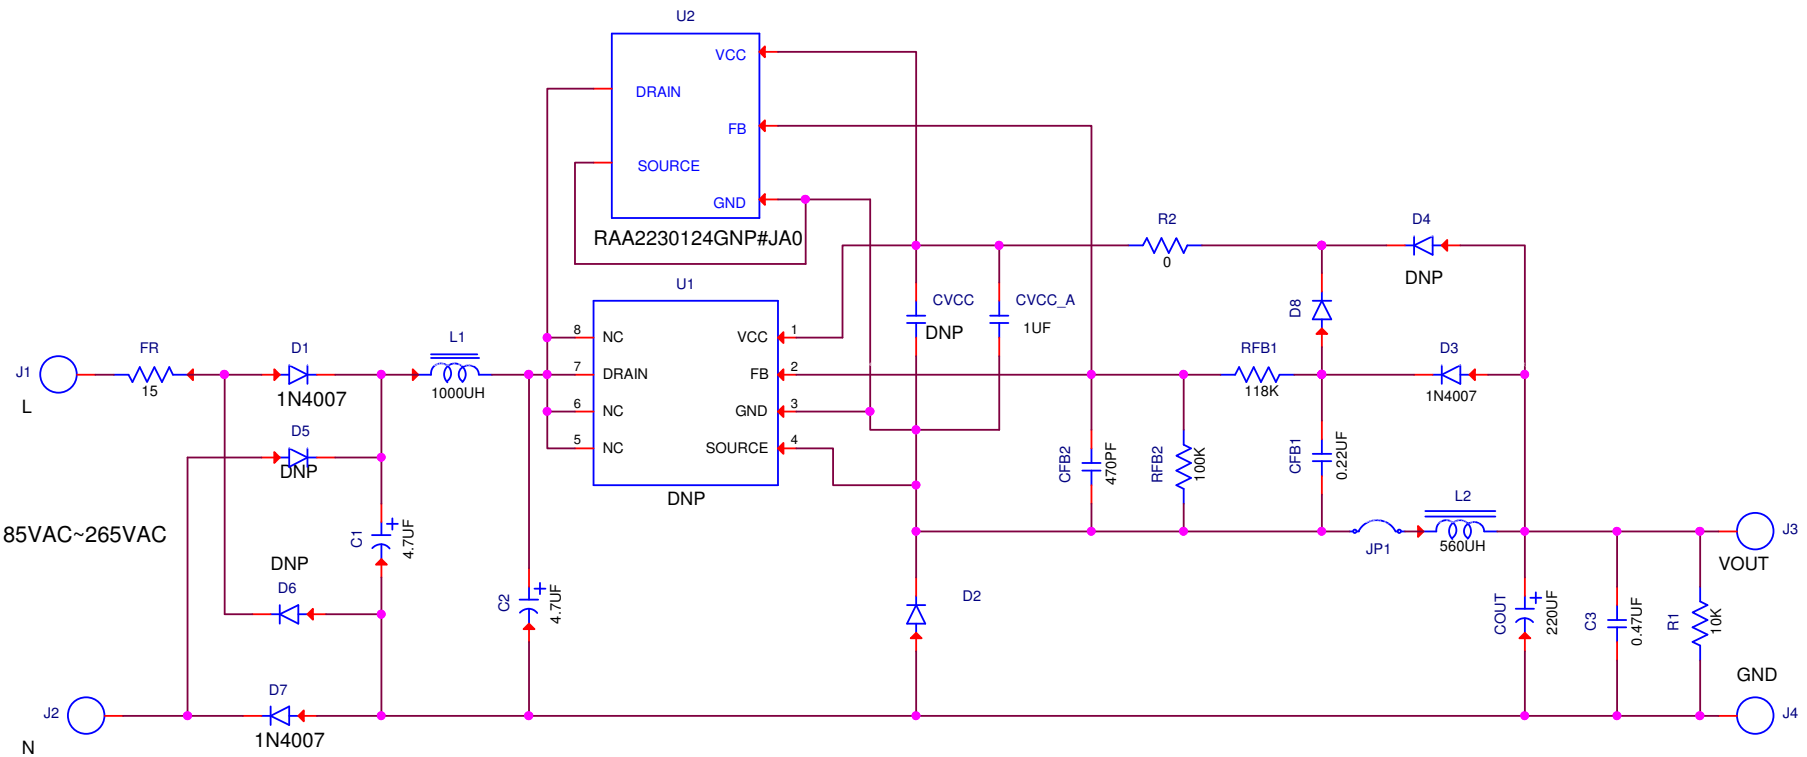 U2
VCC
DRAIN
FB
SOURCE
GND
RAA2230124GNP#JA0
U1
8
NC
VCC
1
7
DRAIN
FB
2
6
NC
GND
3
5
NC
SOURCE
4
DNP
J1
L
FR
15
D1
1N4007
D5
DNP
L1
1000UH
85VAC~265VAC
C1
+
4.7UF
DNP
D6
C2
+
4.7UF
J2
N
D7
1N4007
CVCC
DNP
CVCC_A
1UF
R2
0
D4
DNP
D8
RFB1
118K
D3
1N4007
CFB2
470PF
RFB2
100K
CFB1
0.22UF
JP1
L2
560UH
D2
COUT
+
220UF
C3
0.47UF
R1
10K
J3
VOUT
GND
J4